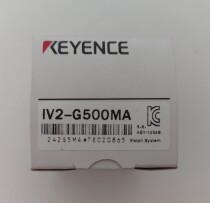 KEYENCE
IV2-G500MA
Vision System